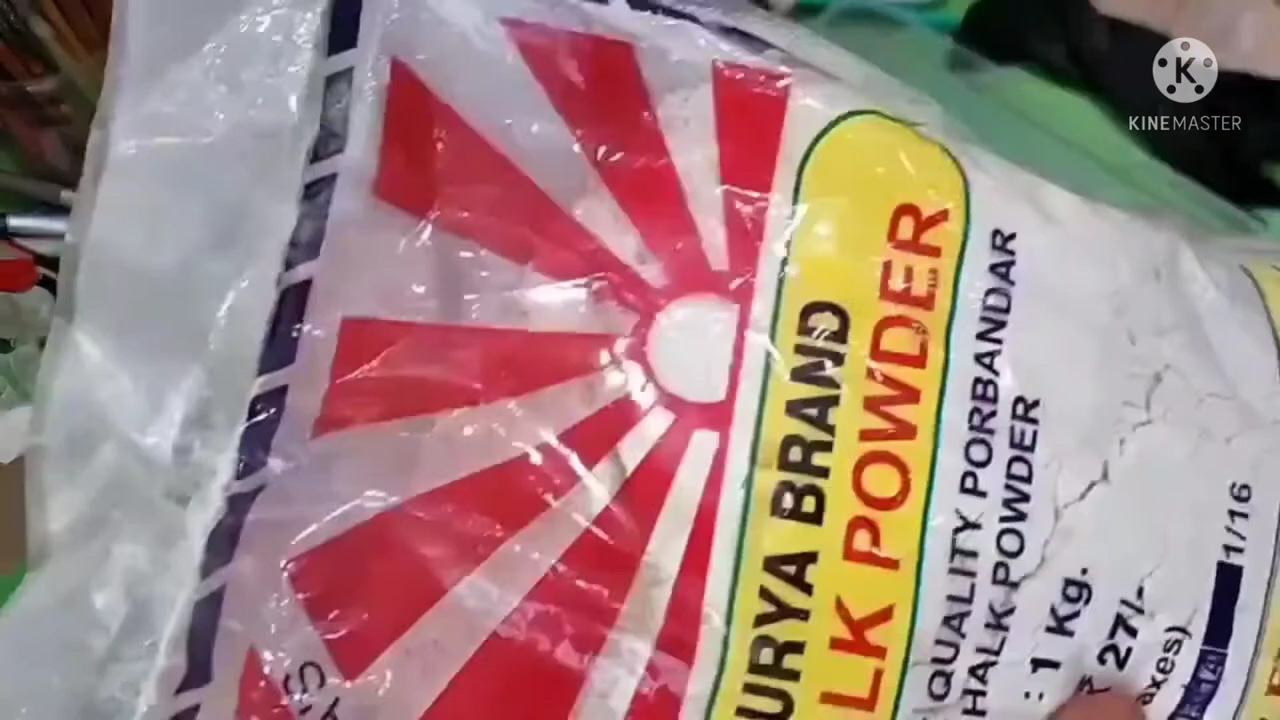 URYA BRAND
LK POWDER
QUALITY PORBANDAR
HALK POWDER
: 1 Kg.
₹ 27/-
axes)
1/16
K
KINEMASTER